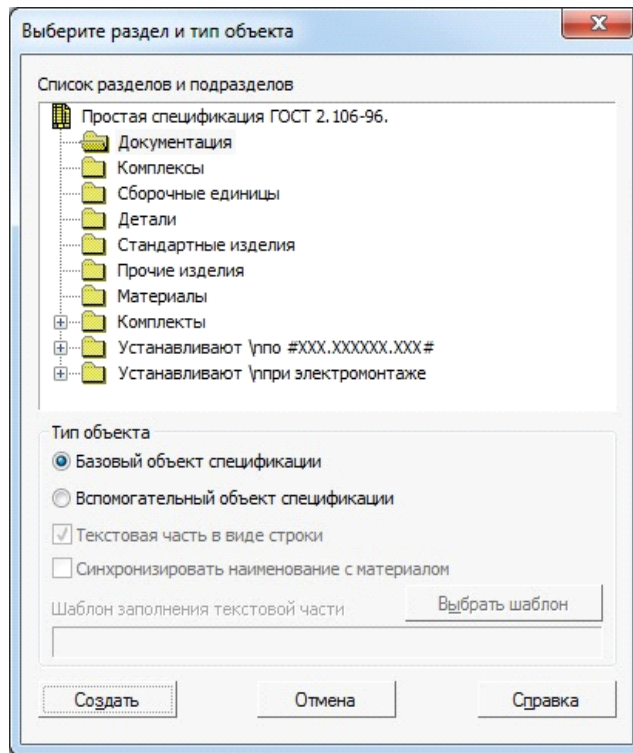 Выберите раздел и тип объекта
Список разделов и подразделов
Простая спецификация ГОСТ 2.106-96.
Документация
Комплексы
Сборочные единицы
Детали
Стандартные изделия
Прочие изделия
Материалы
Комплекты
Устанавливают \nпо #XXX.XXXXXX.XXX#
Устанавливают \nпри электромонтаже
Тип объекта
Базовый объект спецификации
Вспомогательный объект спецификации
Текстовая часть в виде строки
Синхронизировать наименование с материалом
Шаблон заполнения текстовой части Выбрать шаблон
Создать Отмена Справка